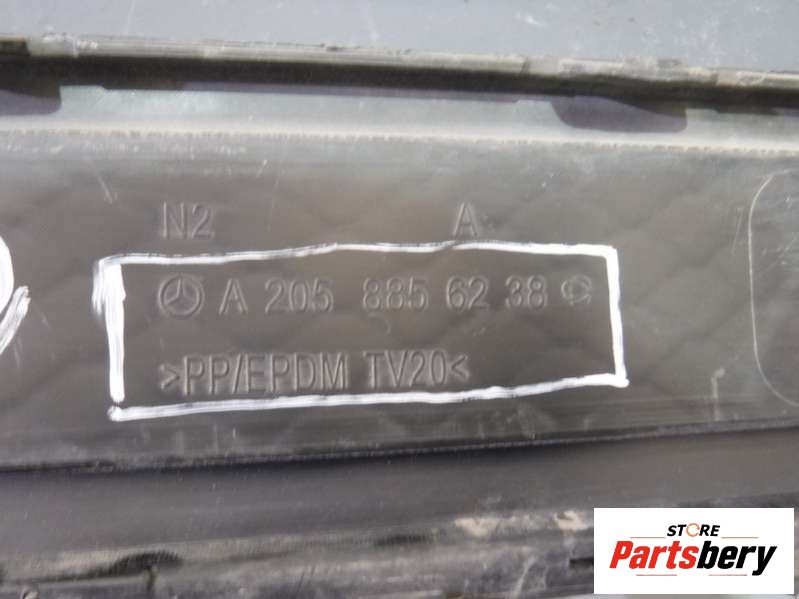 N2 A
A 205 885 62 38
>PP/EPDM TV20<
STORE
Partsbery